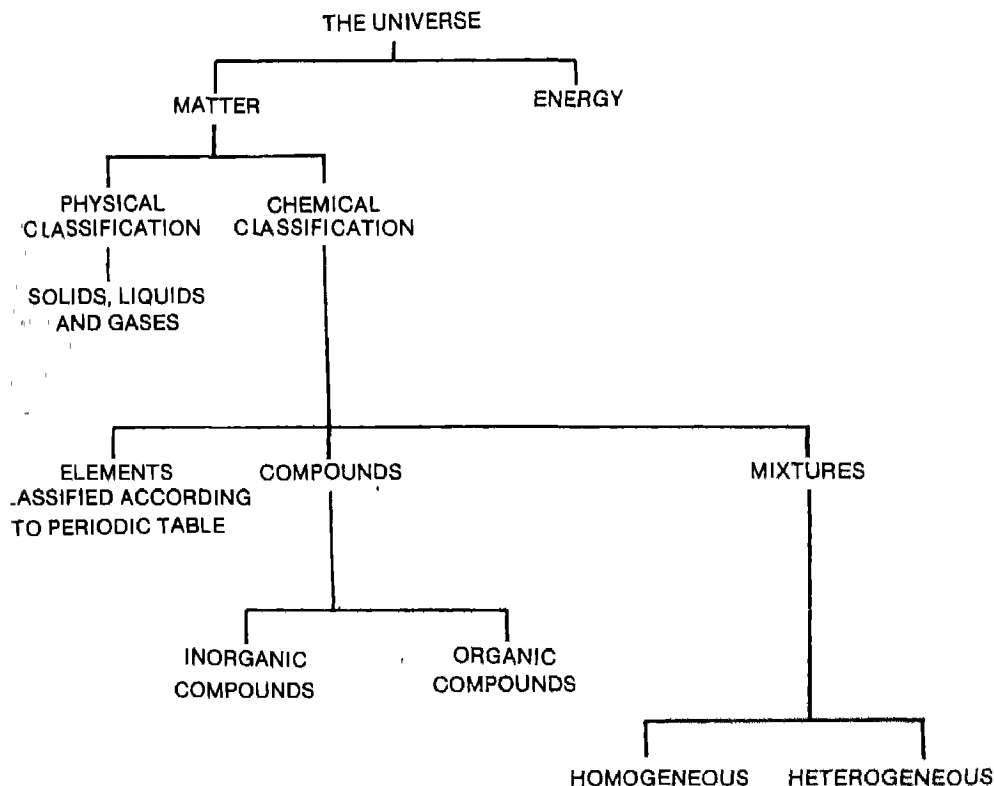 THE UNIVERSE
MATTER
ENERGY
PHYSICAL
CLASSIFICATION
CHEMICAL
CLASSIFICATION
SOLIDS, LIQUIDS
AND GASES
ELEMENTS
LASSIFIED ACCORDING
TO PERIODIC TABLE
COMPOUNDS
MIXTURES
INORGANIC
COMPOUNDS
ORGANIC
COMPOUNDS
HOMOGENEOUS
HETEROGENEOUS